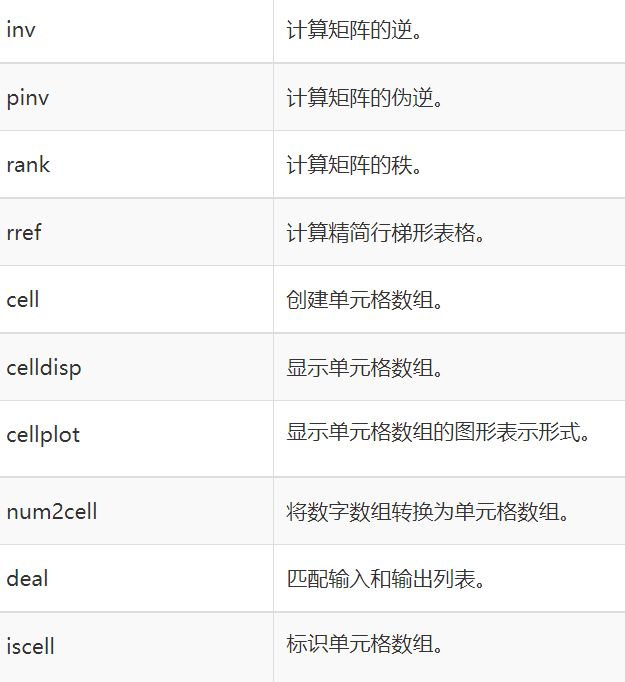 inv 计算矩阵的逆。
pinv 计算矩阵的伪逆。
rank 计算矩阵的秩。
rref 计算精简行梯形表格。
cell 创建单元格数组。
celldisp 显示单元格数组。
cellplot 显示单元格数组的图形表示形式。
num2cell 将数字数组转换为单元格数组。
deal 匹配输入和输出列表。
iscell 标识单元格数组。